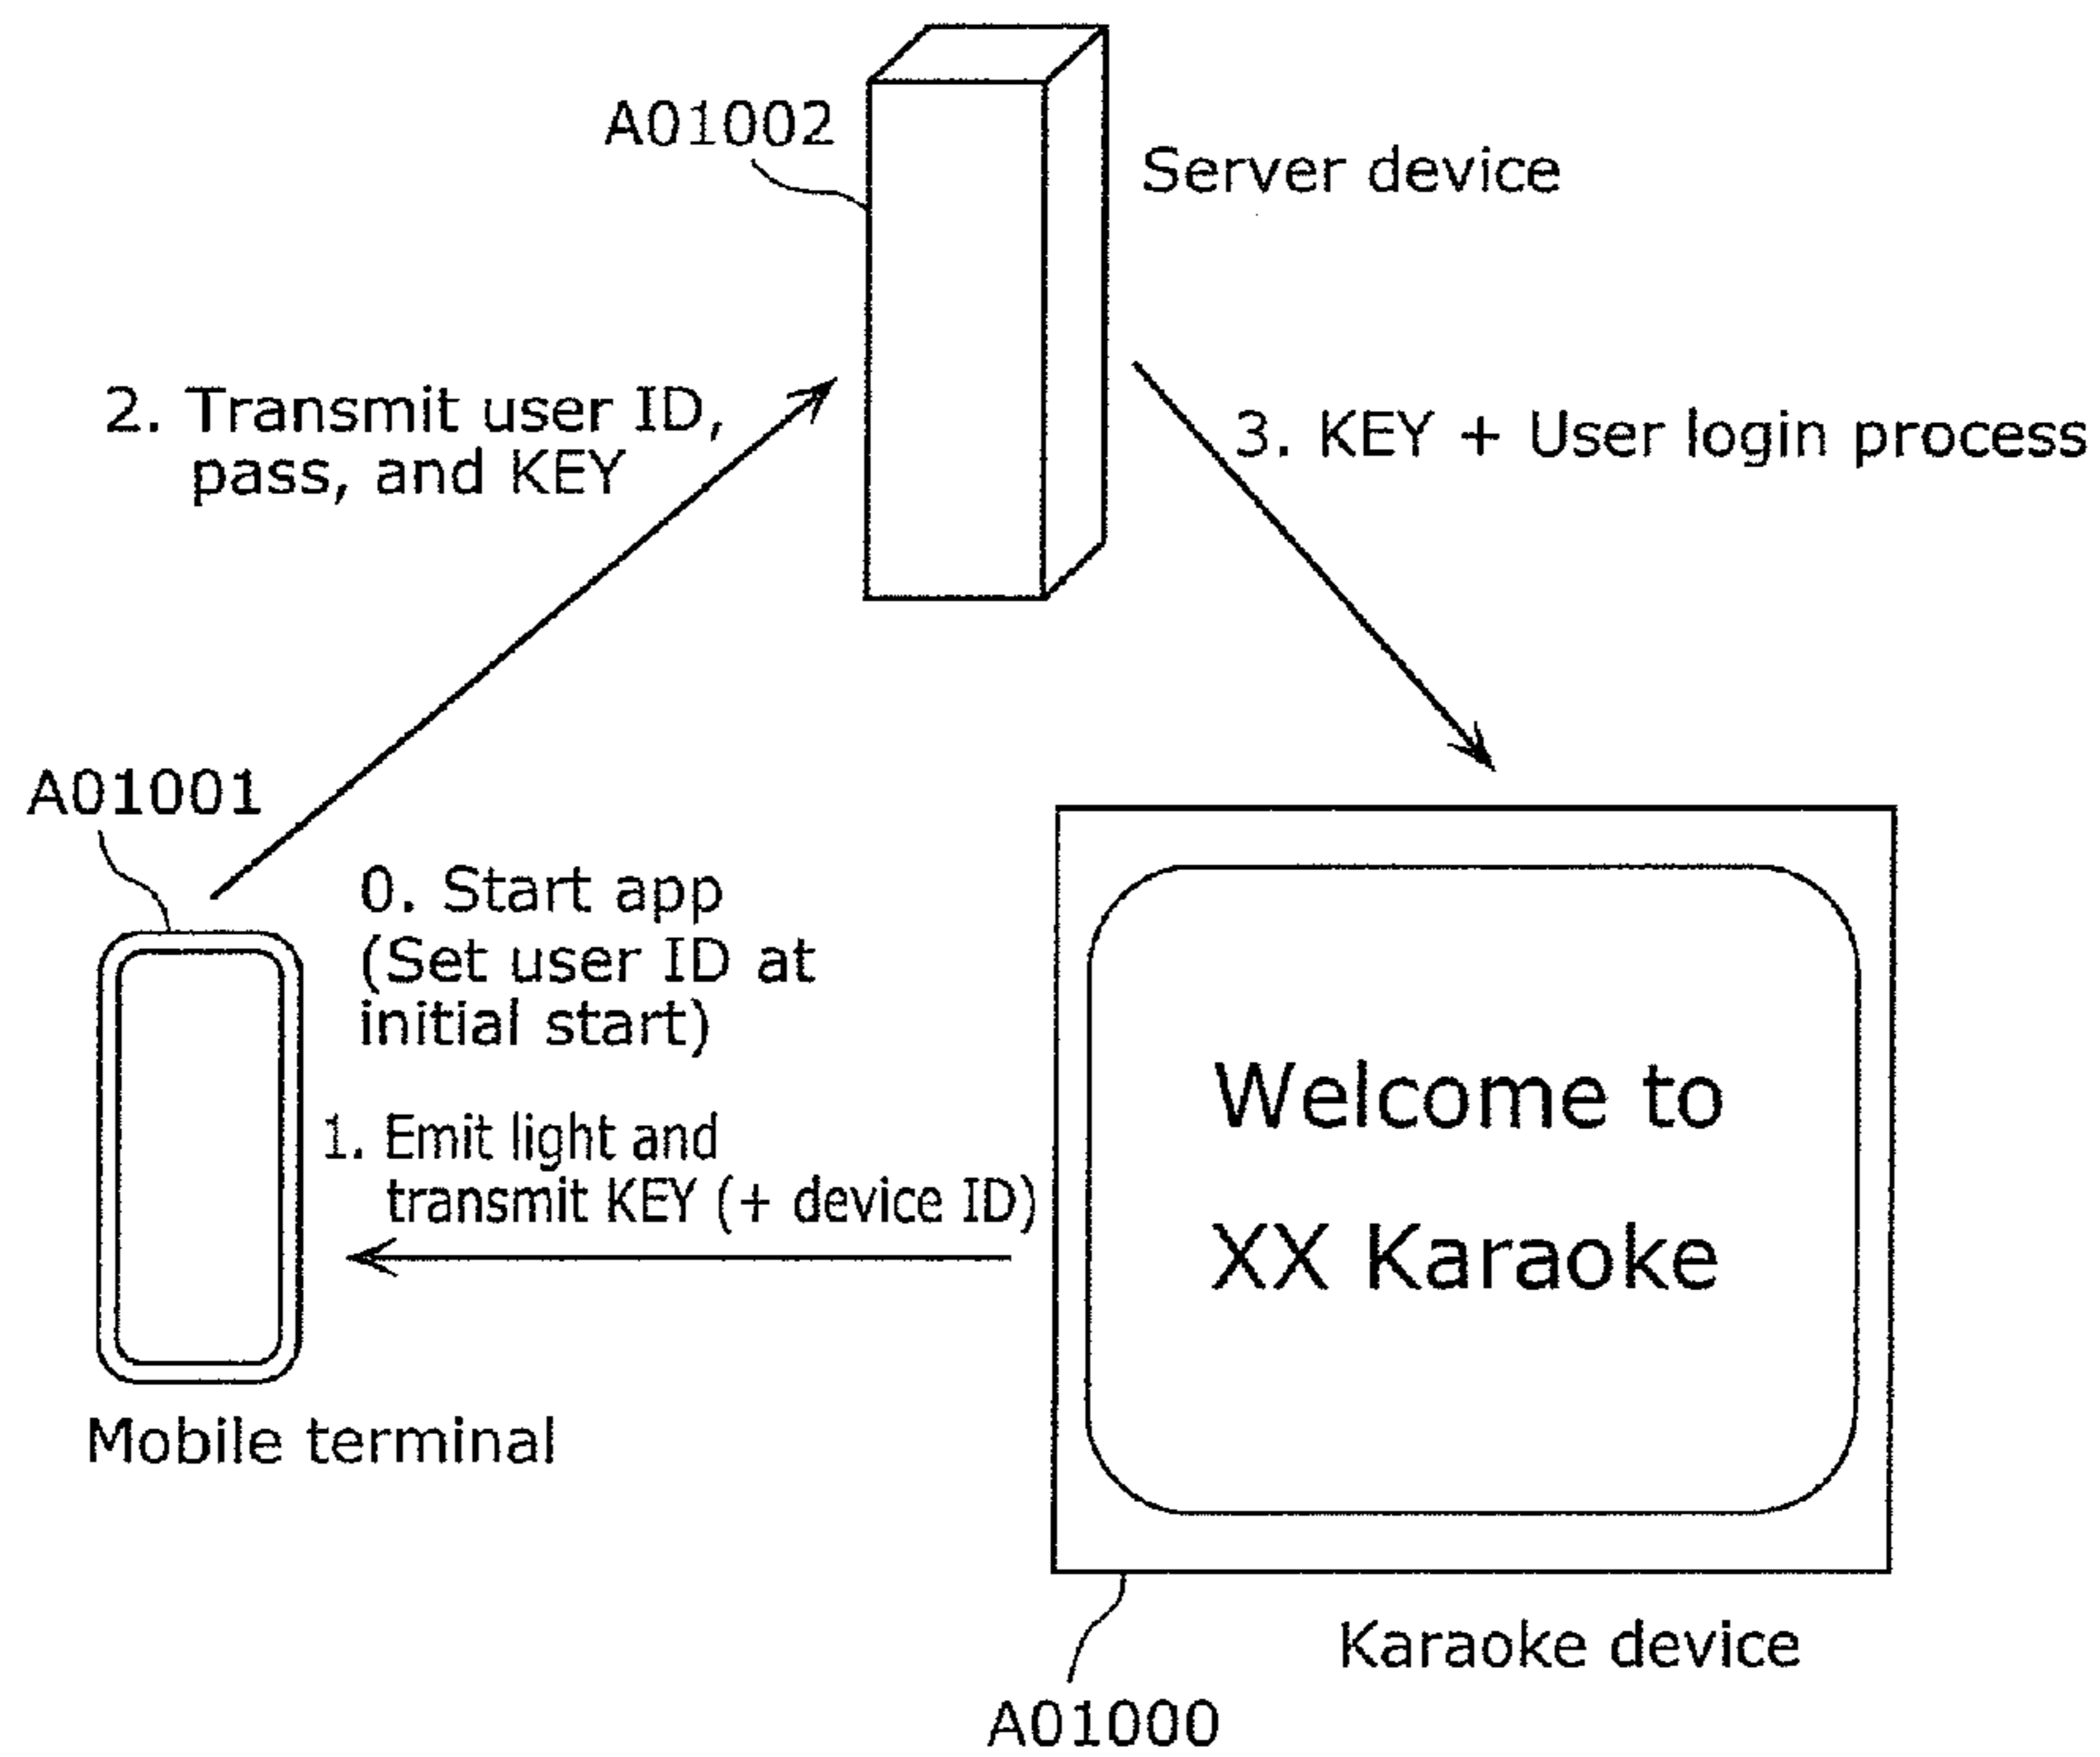 A01002
Server device
2. Transmit user ID,
pass, and KEY
3. KEY + User login process
A01001
0. Start app
(Set user ID at
initial start)
1. Emit light and
transmit KEY (+ device ID)
Welcome to
XX Karaoke
Mobile terminal
Karaoke device
A01000